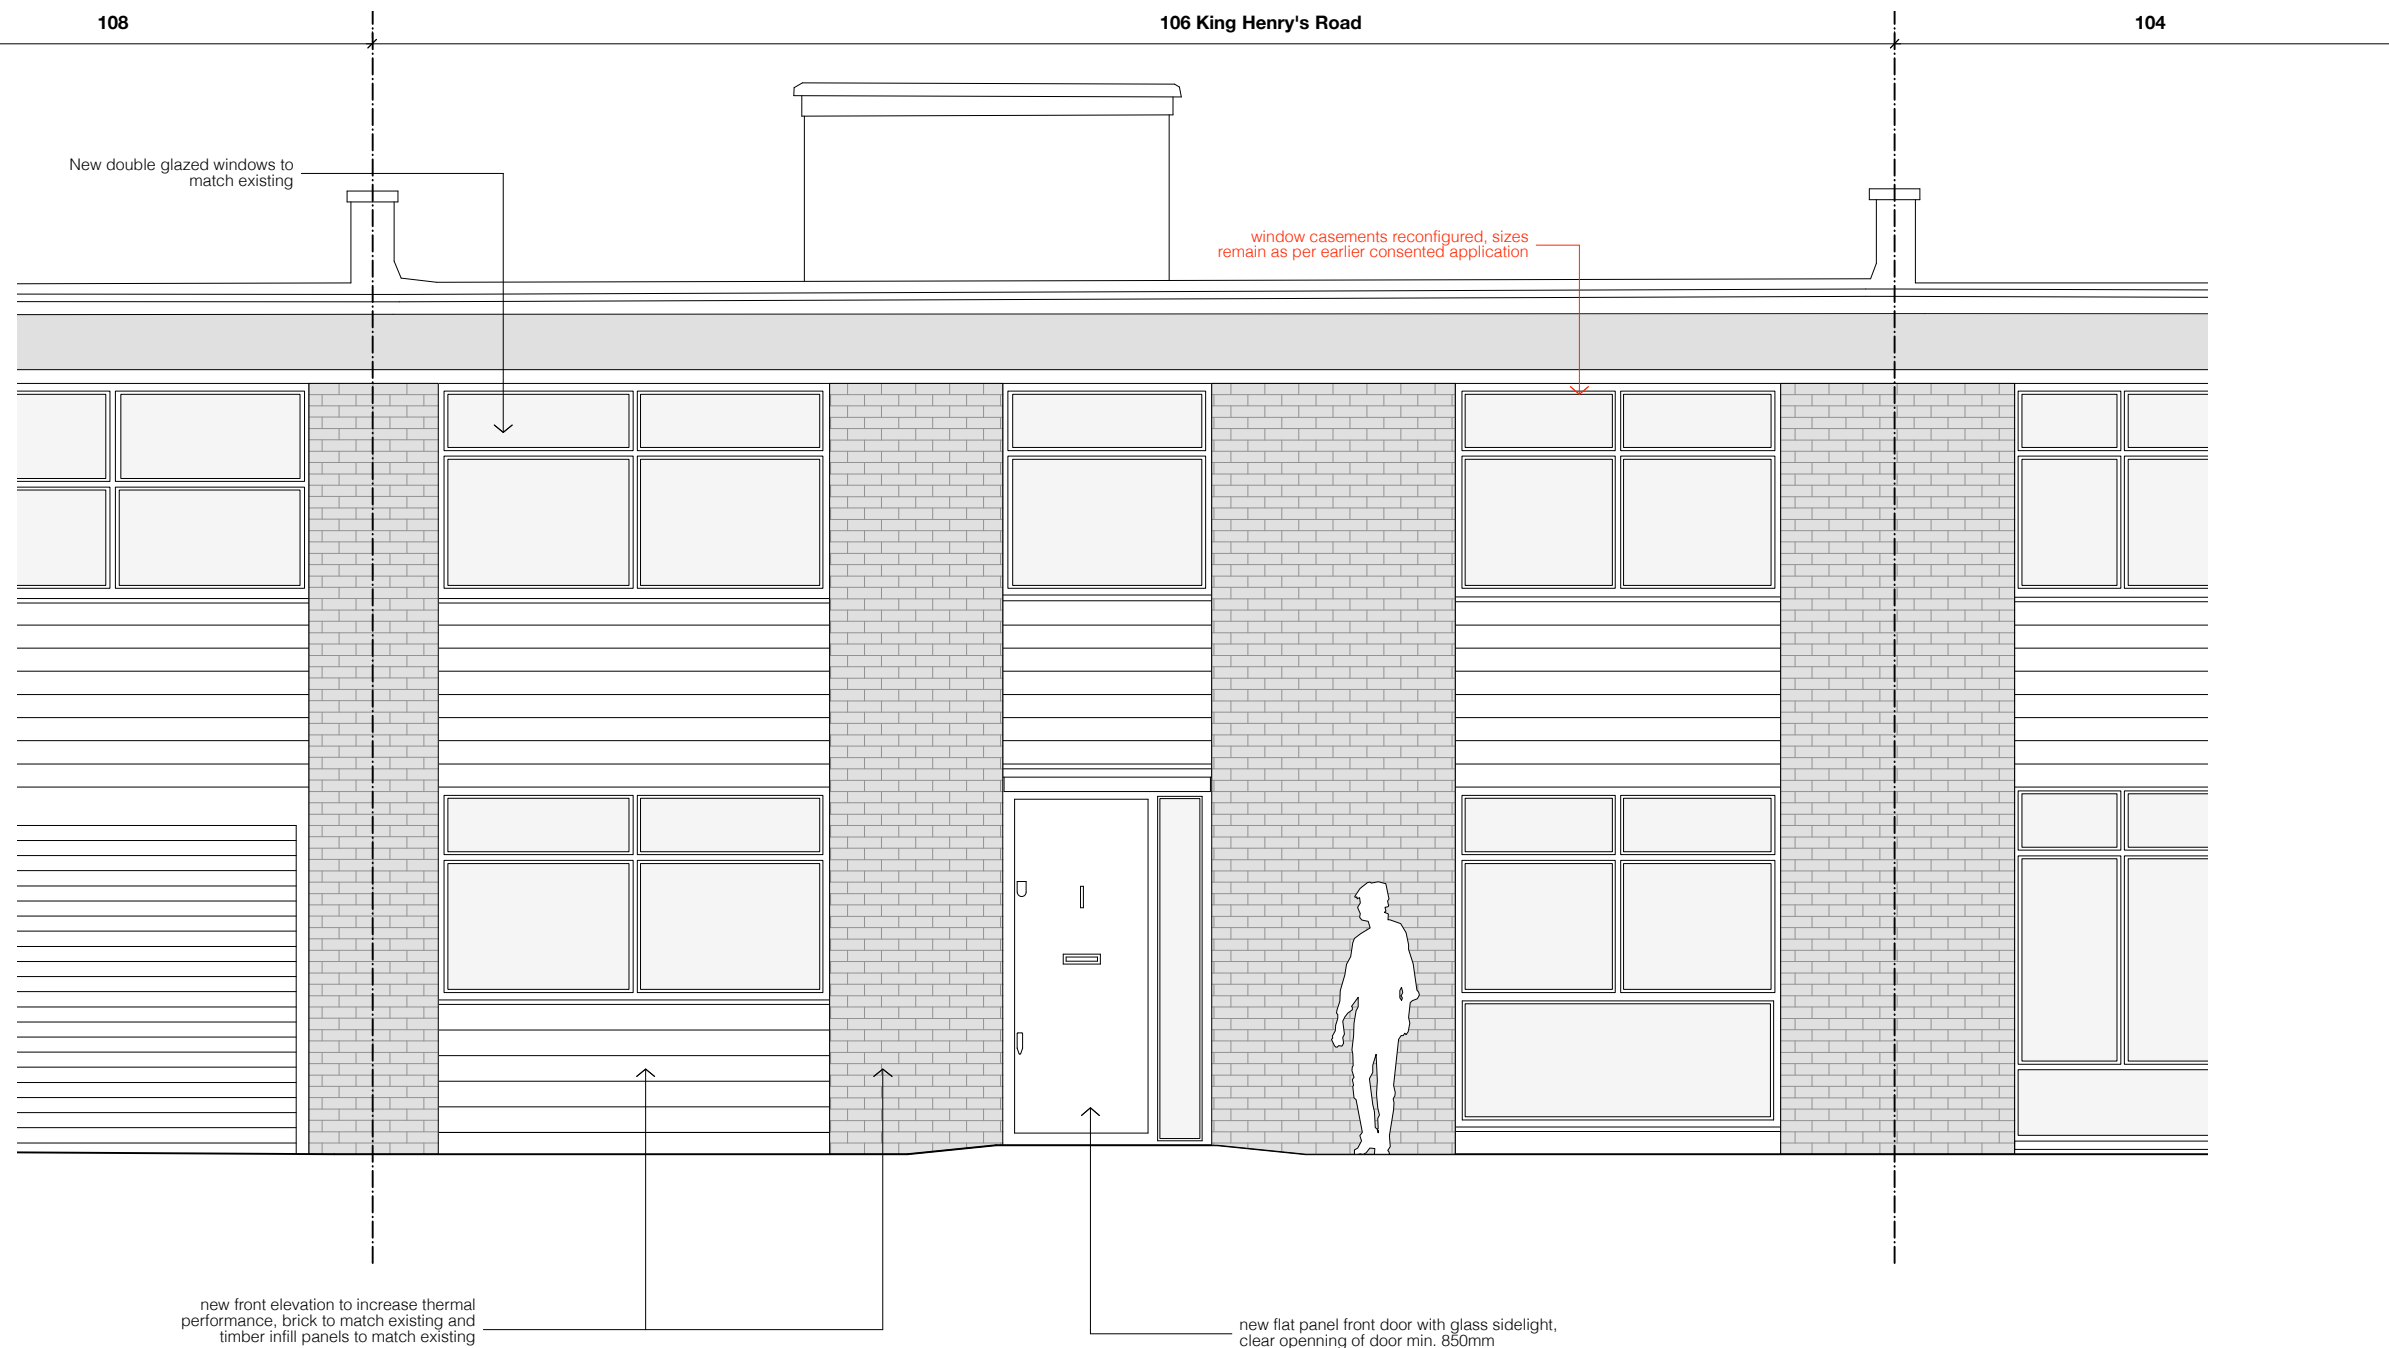 108
106 King Henry's Road
104
New double glazed windows to
match existing
window casements reconfigured, sizes
remain as per earlier consented application
new front elevation to increase thermal
performance, brick to match existing and
timber infill panels to match existing
new flat panel front door with glass sidelight,
clear openning of door min. 850mm